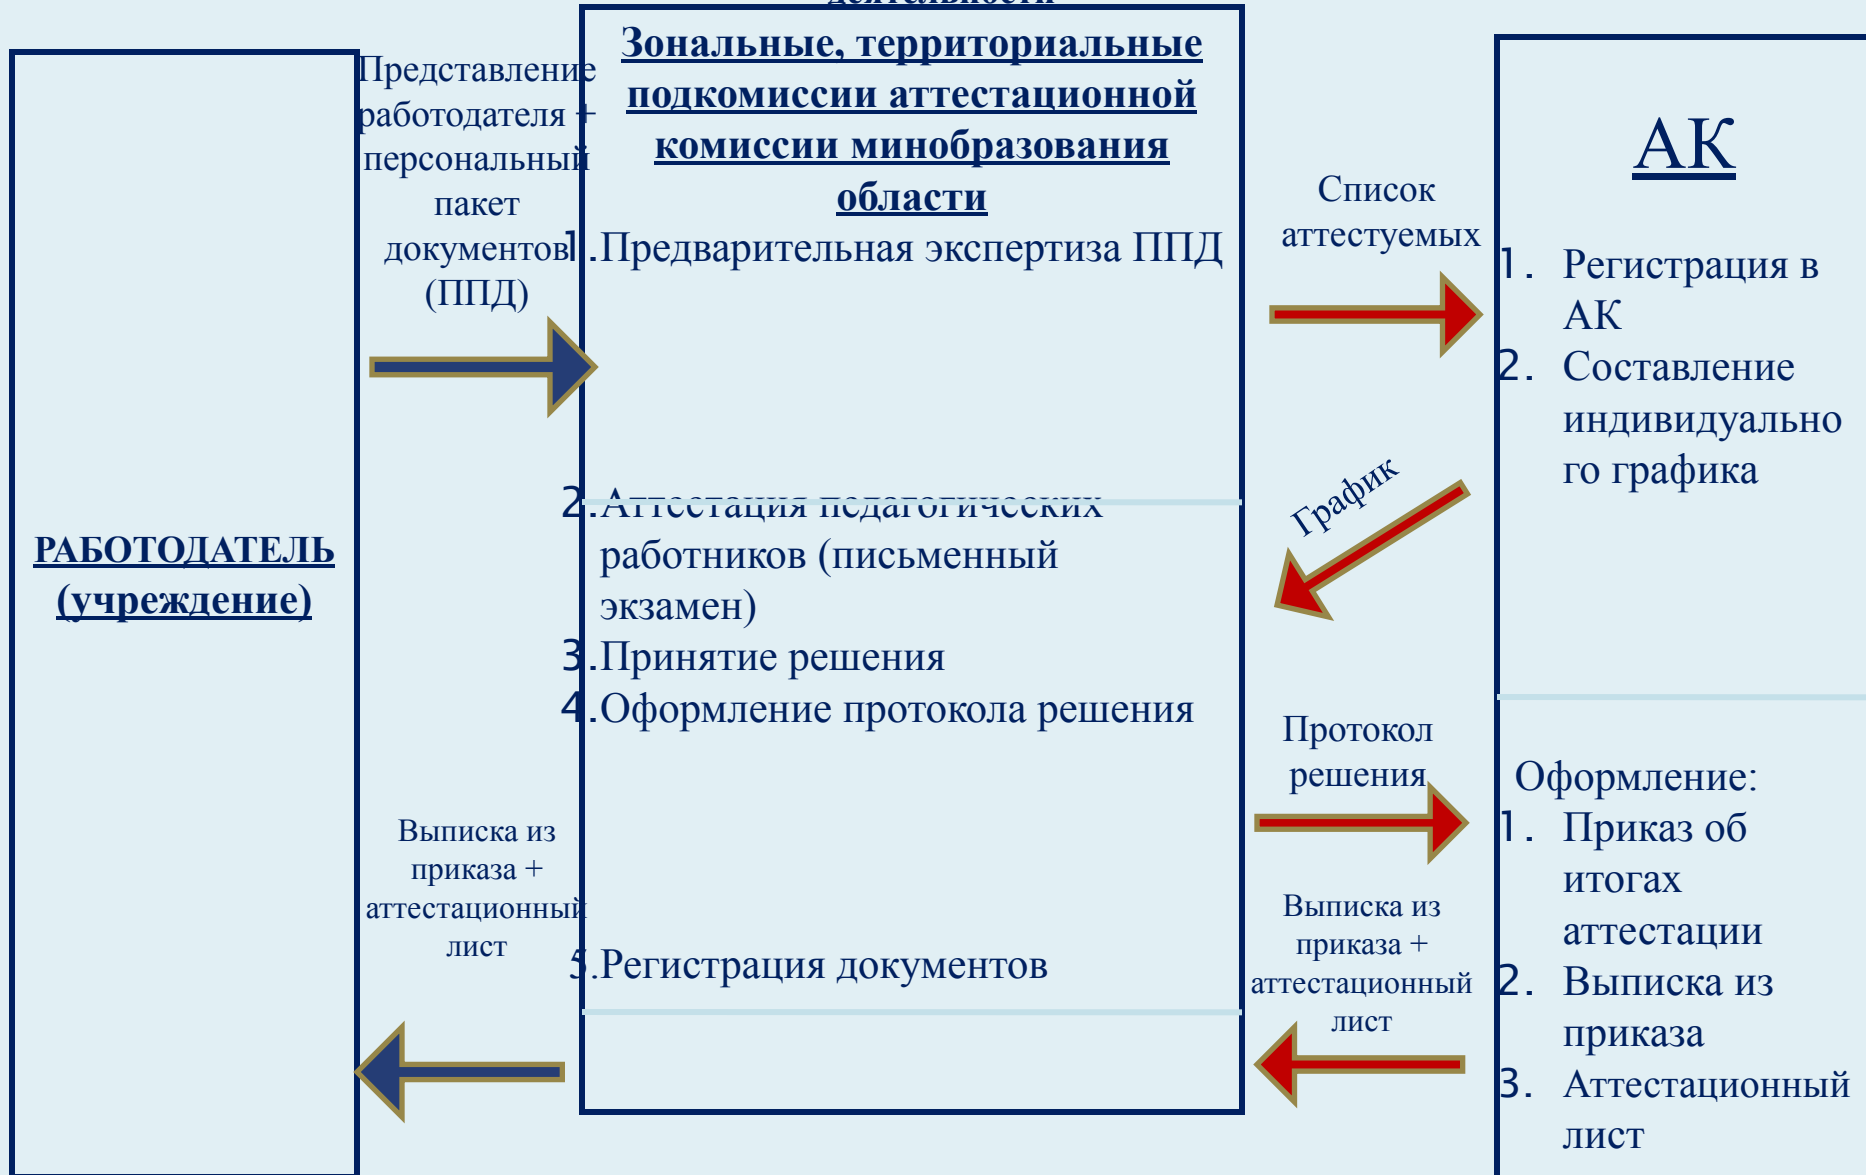 РАБОТОДАТЕЛЬ
(учреждение)
Представление
работодателя +
персональный
пакет
документов
(ППД)
Выписка из
приказа +
аттестационный
лист
деятельности
Зональные, территориальные
подкомиссии аттестационной
комиссии минобразования
области
1.Предварительная экспертиза ППД
2.Аттестация педагогических
работников (письменный
экзамен)
3.Принятие решения
4.Оформление протокола решения
5.Регистрация документов
Список
аттестуемых
График
Протокол
решения
Выписка из
приказа +
аттестационный
лист
АК
1. Регистрация в
АК
2. Составление
индивидуально
го графика
Оформление:
1. Приказ об
итогах
аттестации
2. Выписка из
приказа
3. Аттестационный
лист